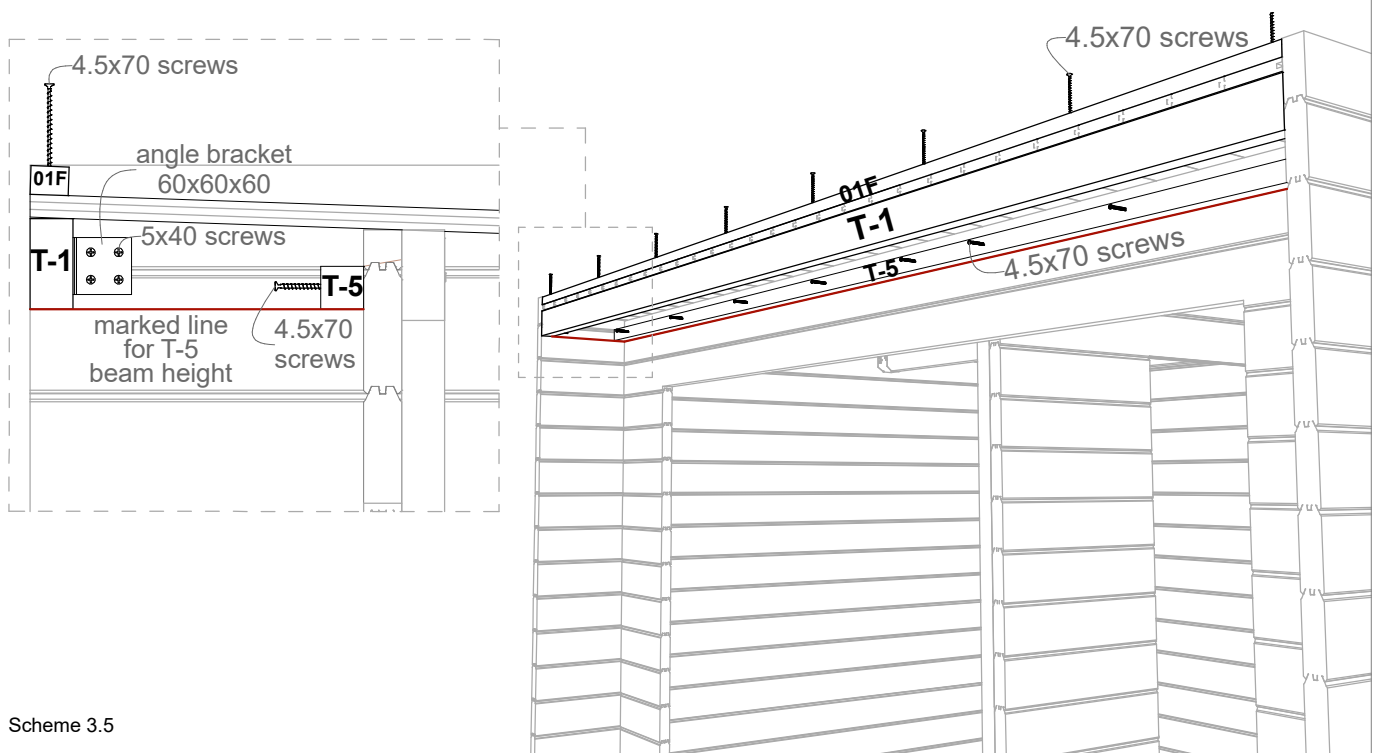 4.5x70 screws
angle bracket
60x60x60
01F
5x40 screws
T-1
T-5
marked line
for T-5
beam height
4.5x70
screws
4.5x70 screws
01F
T-1
T-5
4.5x70 screws
Scheme 3.5